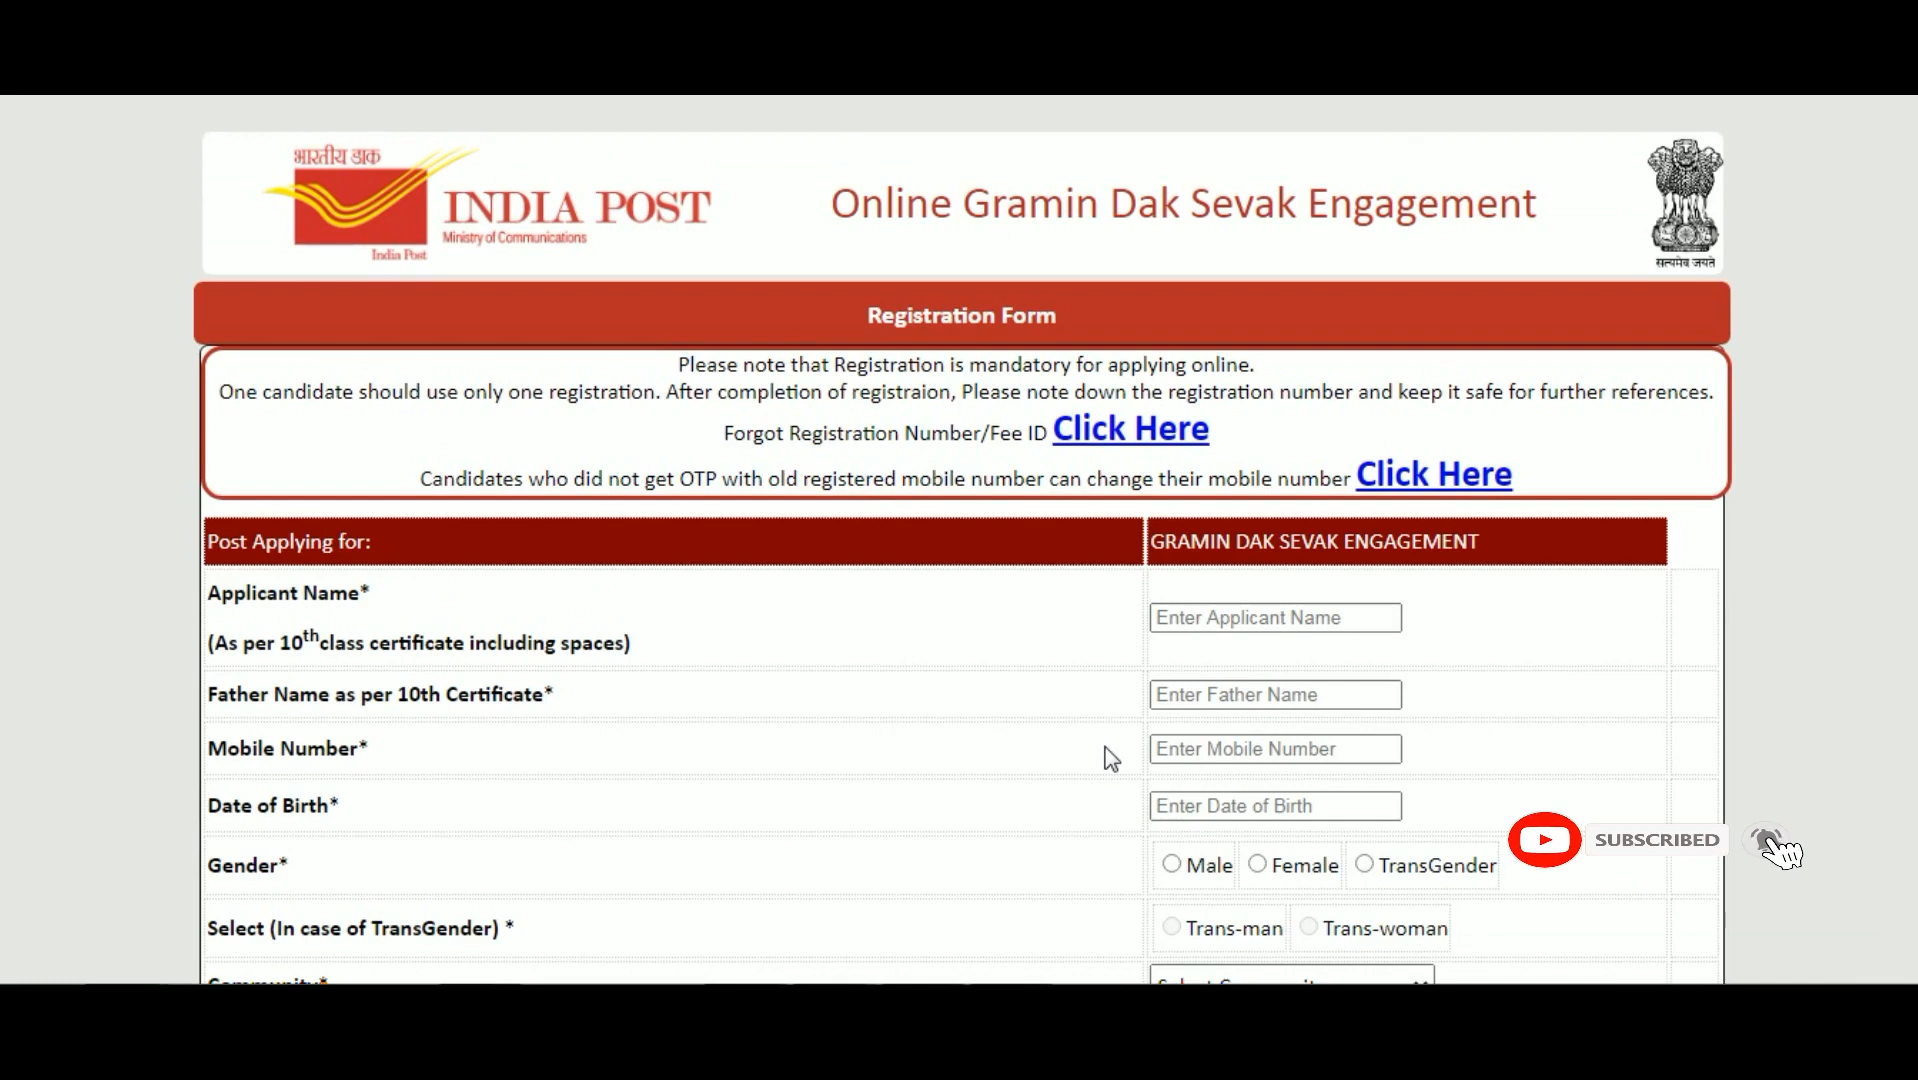 भारतीय डाक
INDIA POST
Ministry of Communications
India Post
Online Gramin Dak Sevak Engagement
सत्यमेव जयते
Registration Form
Please note that Registration is mandatory for applying online.
One candidate should use only one registration. After completion of registraion, Please note down the registration number and keep it safe for further references.
Forgot Registration Number/Fee ID Click Here
Candidates who did not get OTP with old registered mobile number can change their mobile number Click Here
Post Applying for: GRAMIN DAK SEVAK ENGAGEMENT
Applicant Name*
(As per 10th class certificate including spaces)
Enter Applicant Name
Father Name as per 10th Certificate* Enter Father Name
Mobile Number* Enter Mobile Number
Date of Birth* Enter Date of Birth
SUBSCRIBED
Gender* Male Female TransGender
Select (In case of TransGender) * Trans-man Trans-woman
Community* Select Community